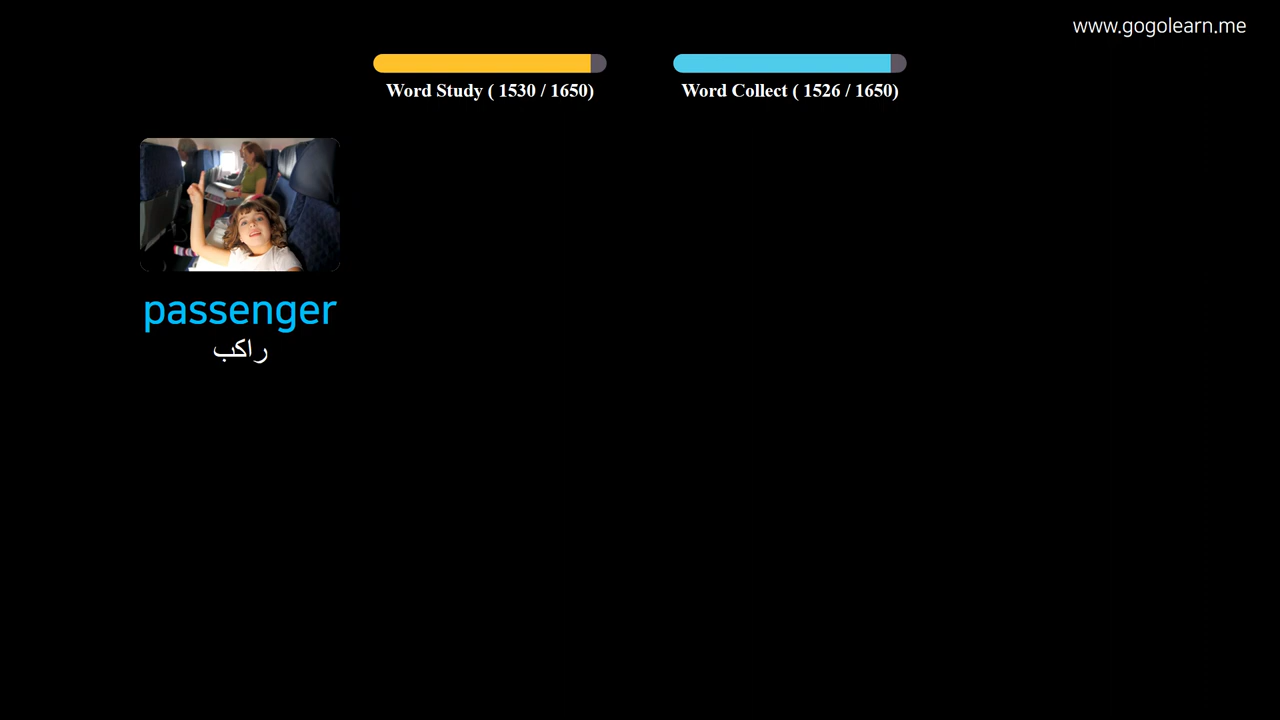 www.gogolearn.me
Word Study ( 1530 / 1650)
Word Collect ( 1526 / 1650)
passenger
راكب